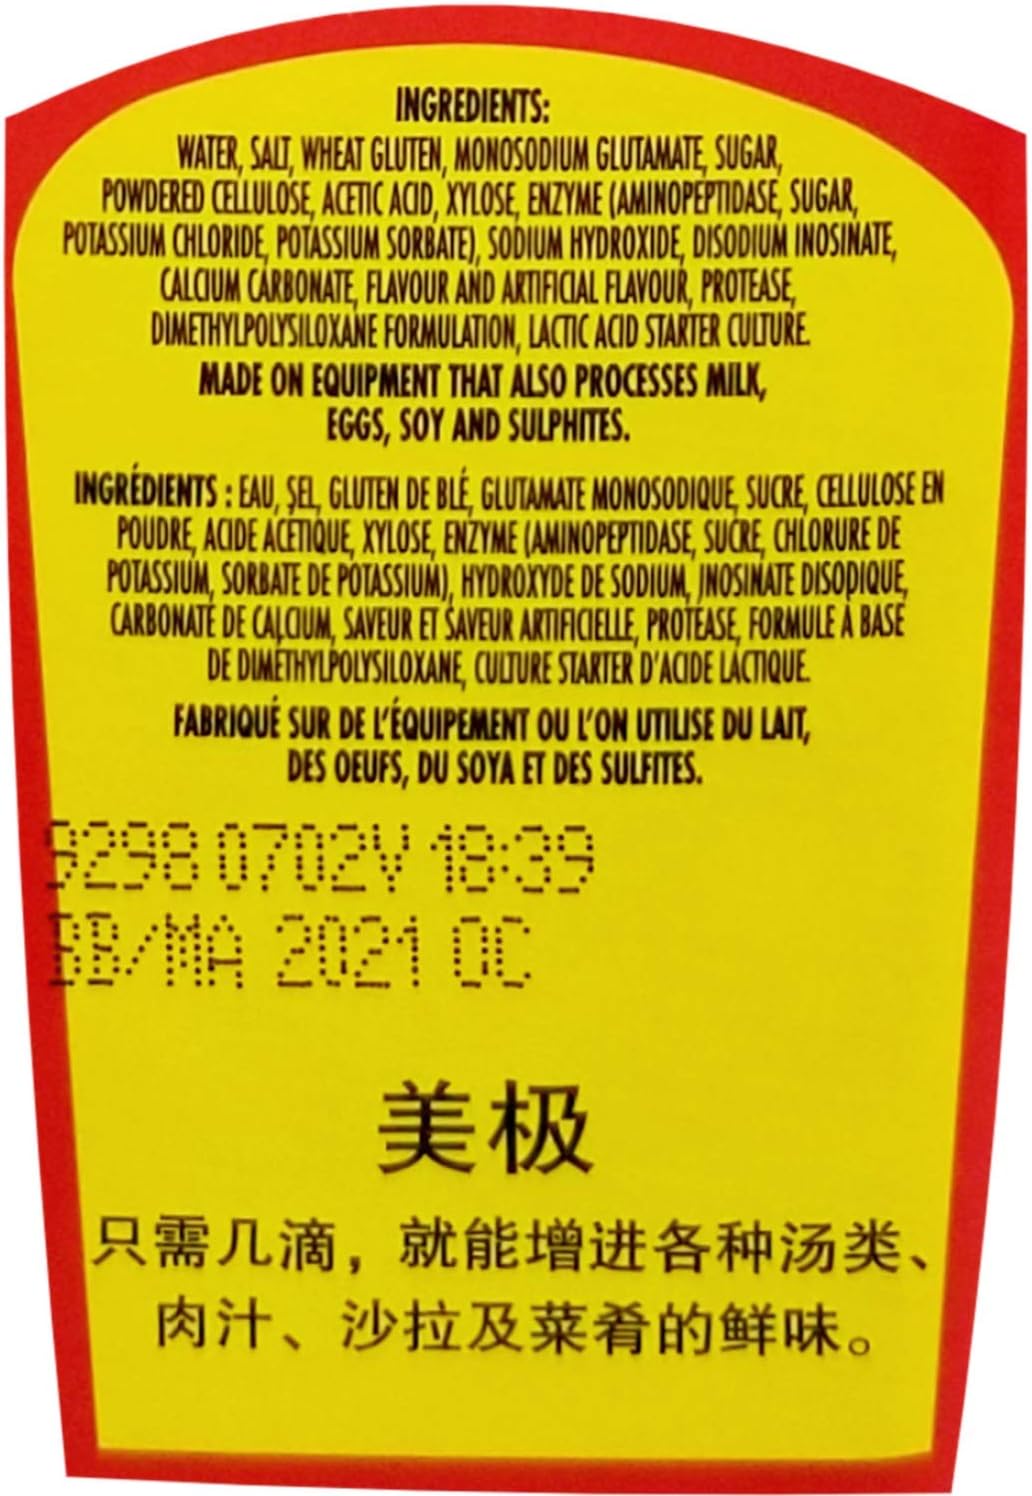 INGREDIENTS:
WATER, SALT, WHEAT GLUTEN, MONOSODIUM GLUTAMATE, SUGAR,
POWDERED CELLULOSE, ACETIC ACID, XYLOSE, ENZYME (AMINOPEPTIDASE, SUGAR,
POTASSIUM CHLORIDE, POTASSIUM SORBATE), SODIUM HYDROXIDE, DISODIUM INOSINATE,
CALCIUM CARBONATE, FLAVOUR AND ARTIFICIAL FLAVOUR, PROTEASE,
DIMETHYLPOLYSILOXANE FORMULATION, LACTIC ACID STARTER CULTURE.
MADE ON EQUIPMENT THAT ALSO PROCESSES MILK,
EGGS, SOY AND SULPHITES.
INGRÉDIENTS : EAU, SEL, GLUTEN DE BLÉ, GLUTAMATE MONOSODIQUE, SUCRE, CELLULOSE EN
POUDRE, ACIDE ACÉTIQUE, XYLOSE, ENZYME (AMINOPEPTIDASE, SUCRE, CHLORURE DE
POTASSIUM, SORBATE DE POTASSIUM), HYDROXYDE DE SODIUM, INOSINATE DISODIQUE,
CARBONATE DE CALCIUM, SAVEUR ET SAVEUR ARTIFICIELLE, PROTÉASE, FORMULE À BASE
DE DIMÉTHYLPOLYSILOXANE, CULTURE STARTER D'ACIDE LACTIQUE.
FABRIQUÉ SUR DE L'ÉQUIPEMENT OU L'ON UTILISE DU LAIT,
DES OEUFS, DU SOYA ET DES SULFITES.
92980702V 18:39
BB/MA 2021 OC
美极
只需几滴，就能增进各种汤类、
肉汁、沙拉及菜肴的鲜味。